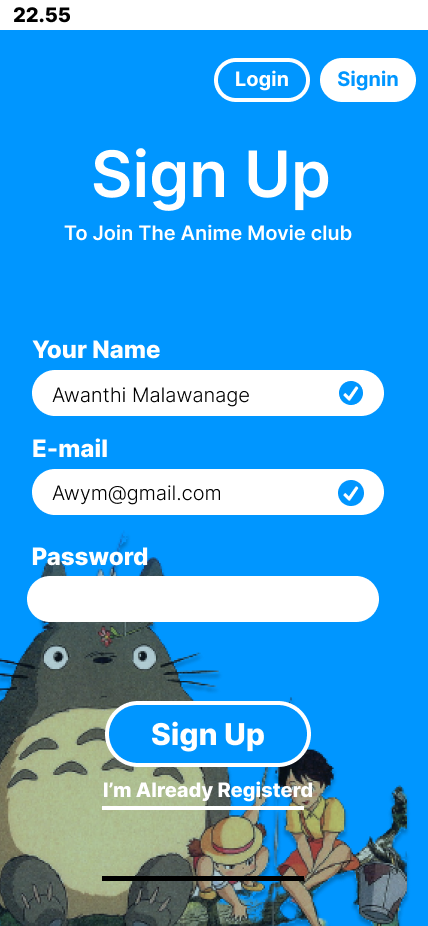 22.55
Login Signin
Sign Up
To Join The Anime Movie club
Your Name
Awanthi Malawanage
E-mail
Awym@gmail.com
Password
Sign Up
I’m Already Registerd